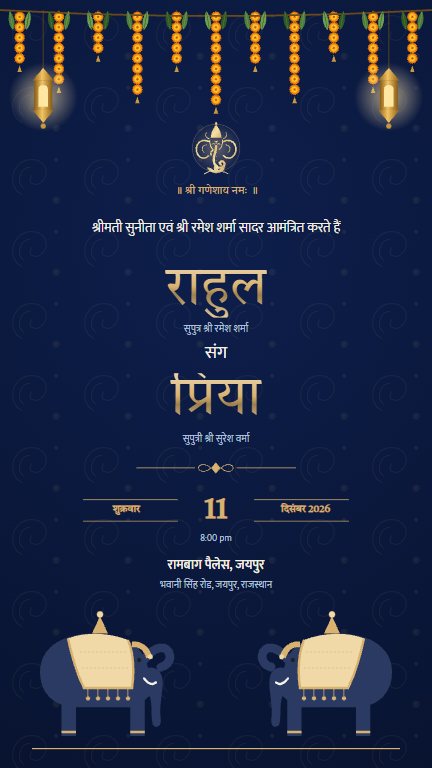 ॥ श्री गणेशाय नमः ॥
श्रीमती सुनीता एवं श्री रमेश शर्मा सादर आमंत्रित करते हैं
राहुल
सुपुत्र श्री रमेश शर्मा
संग
प्रिया
सुपुत्री श्री सुरेश वर्मा
शुक्रवार 11 दिसंबर 2026
8:00 pm
रामबाग पैलेस, जयपुर
भवानी सिंह रोड, जयपुर, राजस्थान